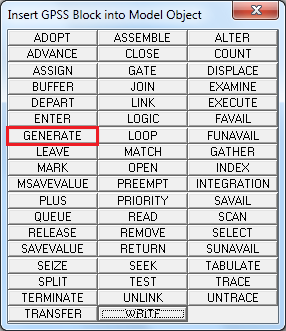 Insert GPSS Block into Model Object
ADOPT ASSEMBLE ALTER
ADVANCE CLOSE COUNT
ASSIGN GATE DISPLACE
BUFFER JOIN EXAMINE
DEPART LINK EXECUTE
ENTER LOGIC FAVAIL
GENERATE LOOP FUNAVAIL
LEAVE MATCH GATHER
MARK OPEN INDEX
MSAVEVALUE PREEMPT INTEGRATION
PLUS PRIORITY SAVAIL
QUEUE READ SCAN
RELEASE REMOVE SELECT
SAVEVALUE RETURN SUNAVAIL
SEIZE SEEK TABULATE
SPLIT TEST TRACE
TERMINATE UNLINK UNTRACE
TRANSFER WRITE